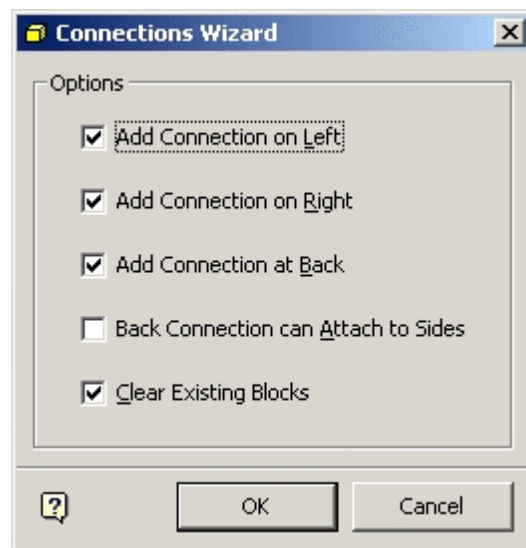 Connections Wizard
Options
Add Connection on Left
Add Connection on Right
Add Connection at Back
Back Connection can Attach to Sides
Clear Existing Blocks
OK Cancel